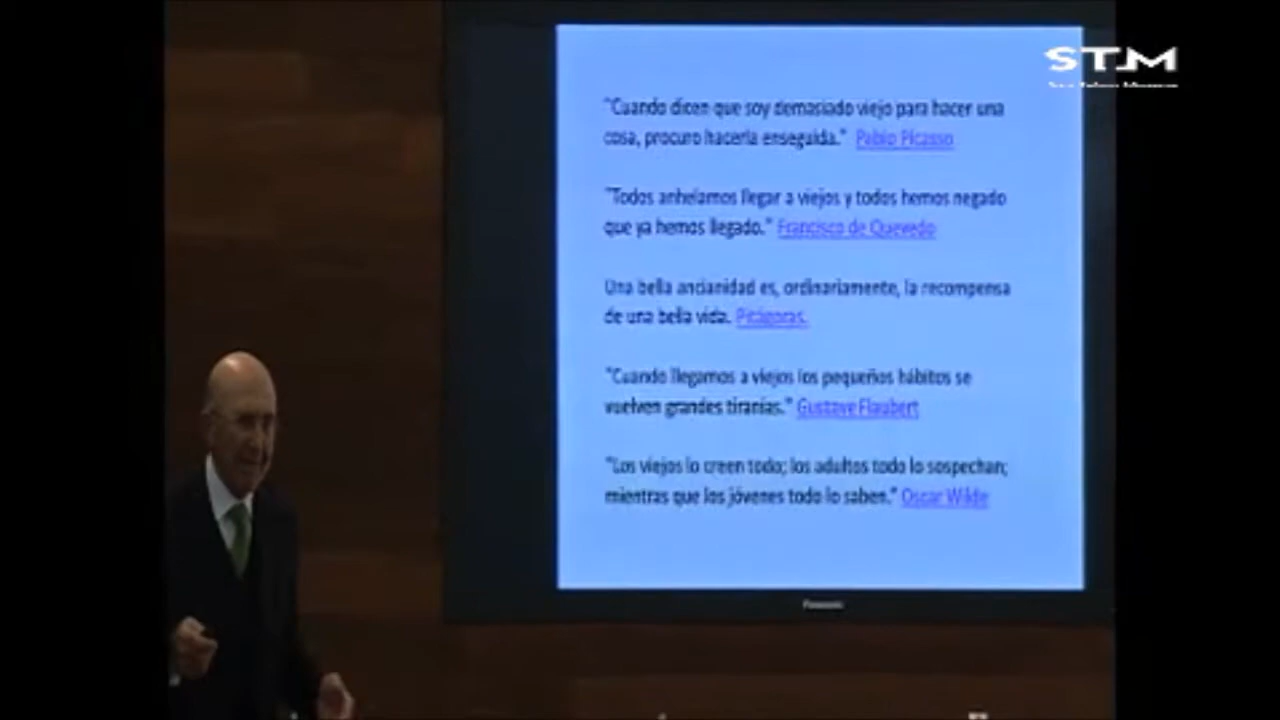 STM
"Cuando dicen que soy demasiado viejo para hacer una
cosa, procuro hacerla enseguida." Pablo Picasso
"Todos anhelamos llegar a viejos y todos hemos negado
que ya hemos llegado." Francisco de Quevedo
Una bella ancianidad es, ordinariamente, la recompensa
de una bella vida. Pitágoras.
"Cuando llegamos a viejos los pequeños hábitos se
vuelven grandes tiranías." Gustave Flaubert
"Los viejos lo creen todo; los adultos todo lo sospechan;
mientras que los jóvenes todo lo saben." Oscar Wilde
Panasonic